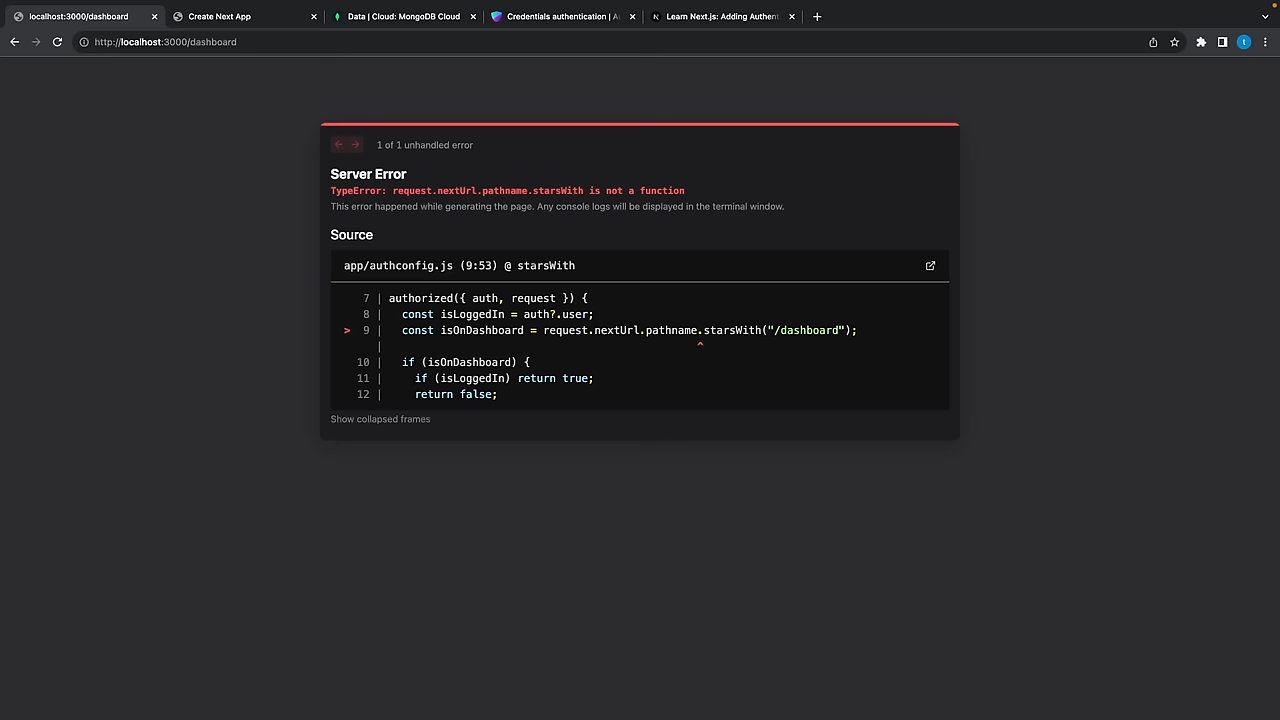 localhost:3000/dashboard
Create Next App
Data | Cloud: MongoDB Cloud
Credentials authentication | A
Learn Next.js: Adding Authent
http://localhost:3000/dashboard
t
1 of 1 unhandled error
Server Error
TypeError: request.nextUrl.pathname.starsWith is not a function
This error happened while generating the page. Any console logs will be displayed in the terminal window.
Source
app/authconfig.js (9:53) @ starsWith
7 | authorized({ auth, request }) {
8 | const isLoggedIn = auth?.user;
> 9 | const isOnDashboard = request.nextUrl.pathname.starsWith("/dashboard");
| ^
10 | if (isOnDashboard) {
11 | if (isLoggedIn) return true;
12 | return false;
Show collapsed frames